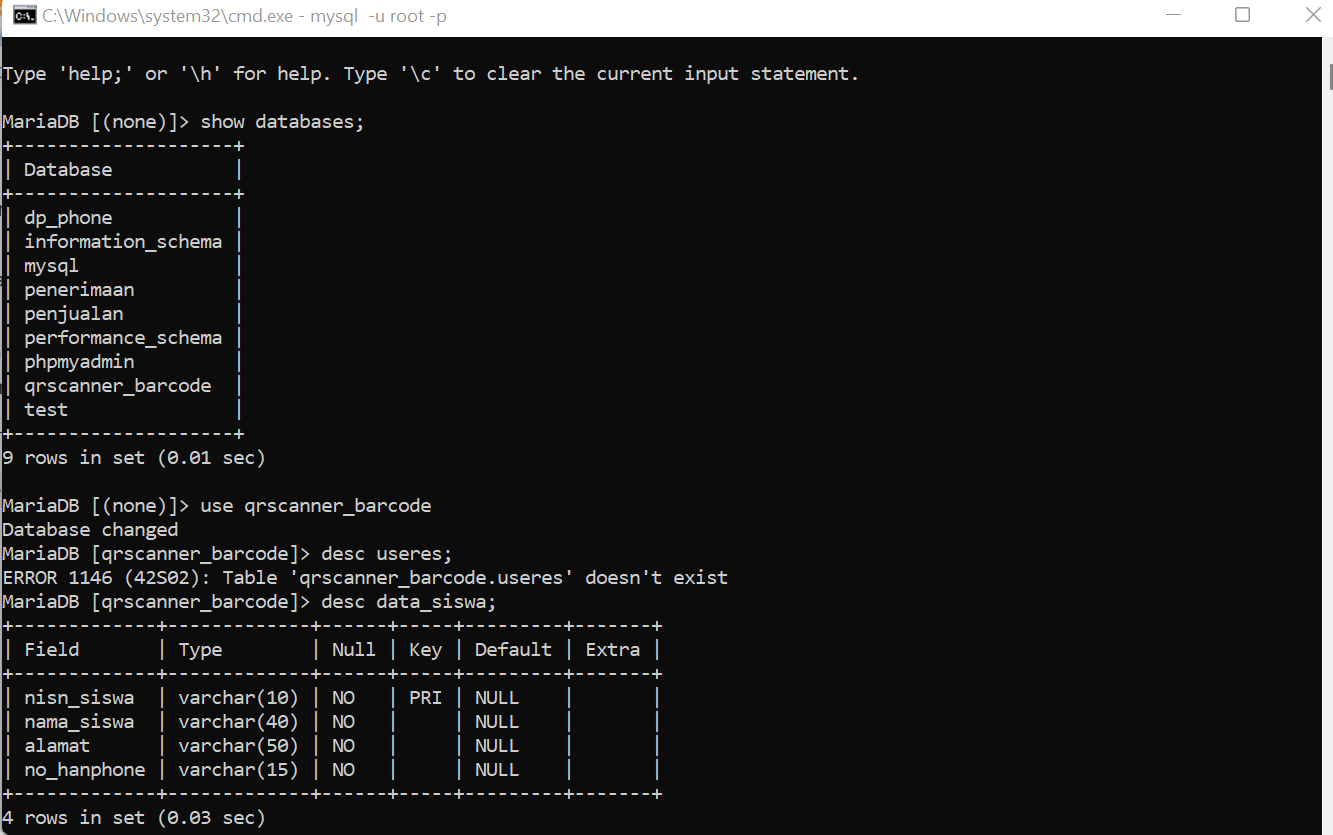 C:\Windows\system32\cmd.exe - mysql  -u root -p
Type 'help;' or '\h' for help. Type '\c' to clear the current input statement.
MariaDB [(none)]> show databases;
+--------------------+
| Database           |
+--------------------+
| dp_phone           |
| information_schema |
| mysql              |
| penerimaan         |
| penjualan          |
| performance_schema |
| phpmyadmin         |
| qrscanner_barcode  |
| test               |
+--------------------+
9 rows in set (0.01 sec)
MariaDB [(none)]> use qrscanner_barcode
Database changed
MariaDB [qrscanner_barcode]> desc useres;
ERROR 1146 (42S02): Table 'qrscanner_barcode.useres' doesn't exist
MariaDB [qrscanner_barcode]> desc data_siswa;
+-------------+-------------+------+-----+---------+-------+
| Field       | Type        | Null | Key | Default | Extra |
+-------------+-------------+------+-----+---------+-------+
| nisn_siswa  | varchar(10) | NO   | PRI | NULL    |       |
| nama_siswa  | varchar(40) | NO   |     | NULL    |       |
| alamat      | varchar(50) | NO   |     | NULL    |       |
| no_hanphone | varchar(15) | NO   |     | NULL    |       |
+-------------+-------------+------+-----+---------+-------+
4 rows in set (0.03 sec)